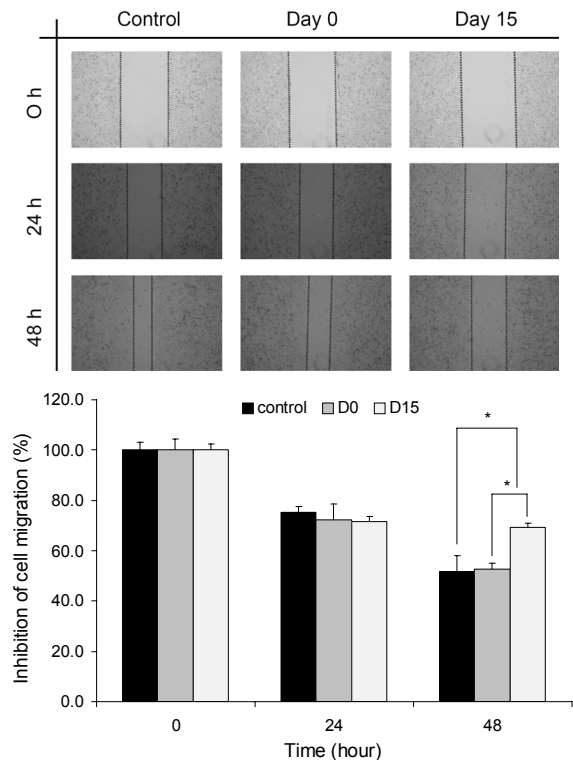 Control Day 0 Day 15
O h
24 h
48 h
120.0
control D0 D15
100.0
80.0
60.0
40.0
20.0
0.0
* 
*
Inhibition of cell migration (%)
0 24 48
Time (hour)